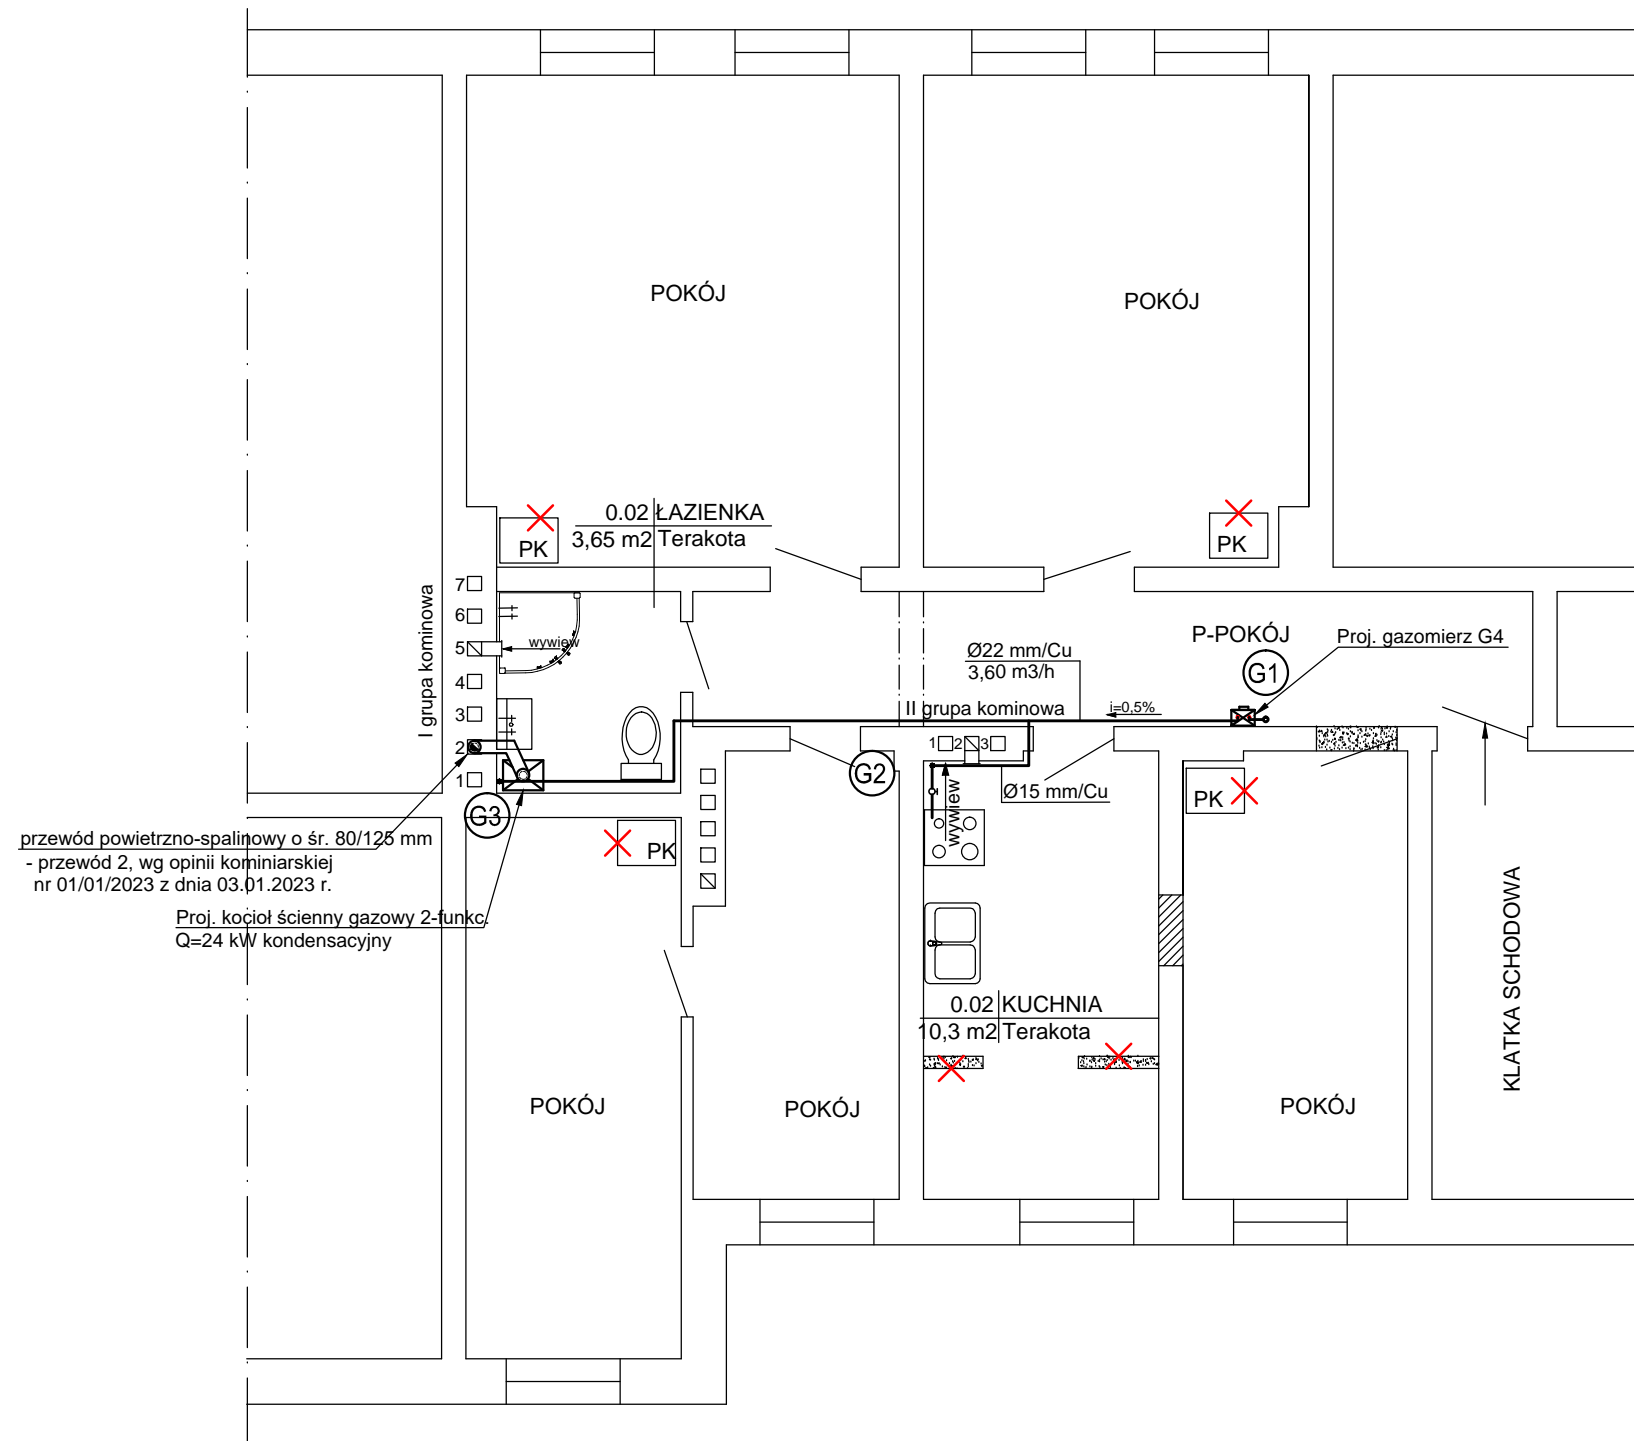 POKÓJ
POKÓJ
0.02 ŁAZIENKA
3,65 m2 Terakota
PK
PK
I grupa kominowa
7
6
5
4
3
2
1
wywiew
P-POKÓJ
Proj. gazomierz G4
G1
Ø22 mm/Cu
3,60 m3/h
II grupa kominowa
i=0,5%
1
2
3
G2
Ø15 mm/Cu
wywiew
PK
G3
PK
przewód powietrzno-spalinowy o śr. 80/125 mm
- przewód 2, wg opinii kominiarskiej
nr 01/01/2023 z dnia 03.01.2023 r.
Proj. kocioł ścienny gazowy 2-funkc.
Q=24 kW kondensacyjny
0.02 KUCHNIA
10,3 m2 Terakota
KLATKA SCHODOWA
POKÓJ
POKÓJ
POKÓJ